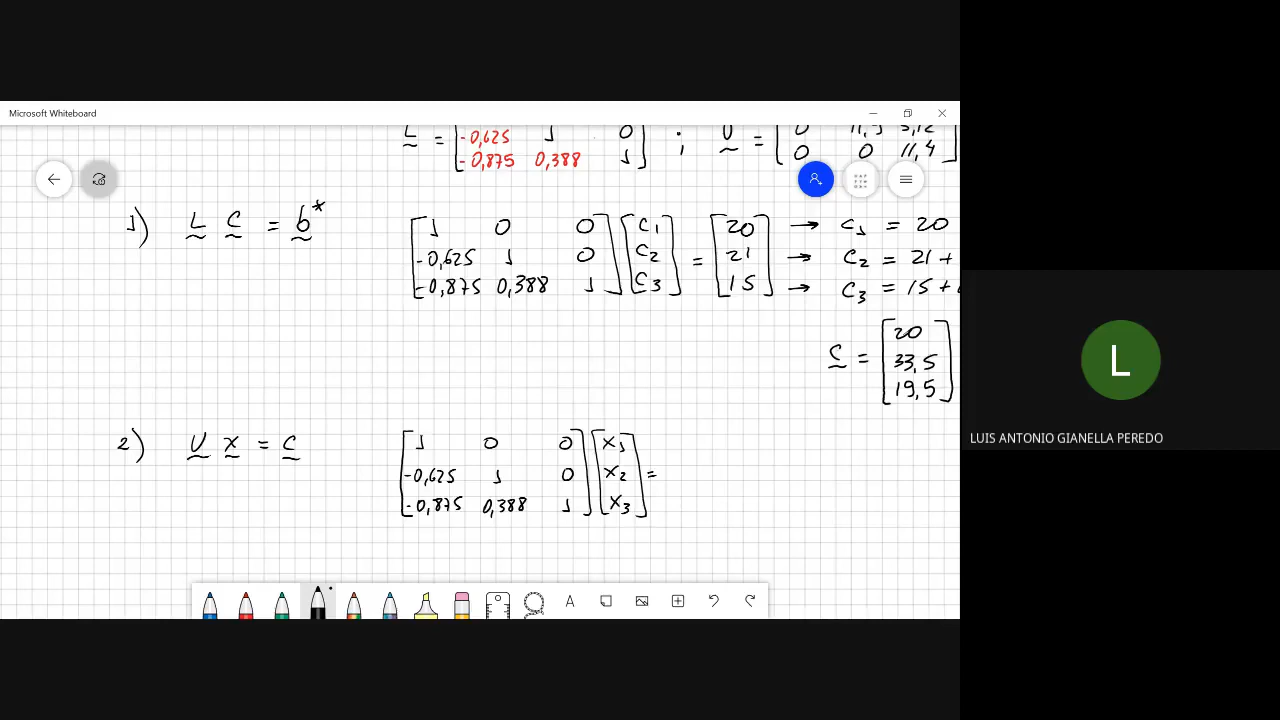 Microsoft Whiteboard
L = [-0,625 1 0; -0,875 0,388 1] ; U = [0 11,4]
1) L C = b* [1 0 0; -0,625 1 0; -0,875 0,388 1] [C1; C2; C3] = [20; 21; 15] → C1 = 20
→ C2 = 21 +
→ C3 = 15 +
C = [20; 33,5; 19,5]
2) U X = C [1 0 0; -0,625 1 0; -0,875 0,388 1] [X1; X2; X3] =
L
LUIS ANTONIO GIANELLA PEREDO
A